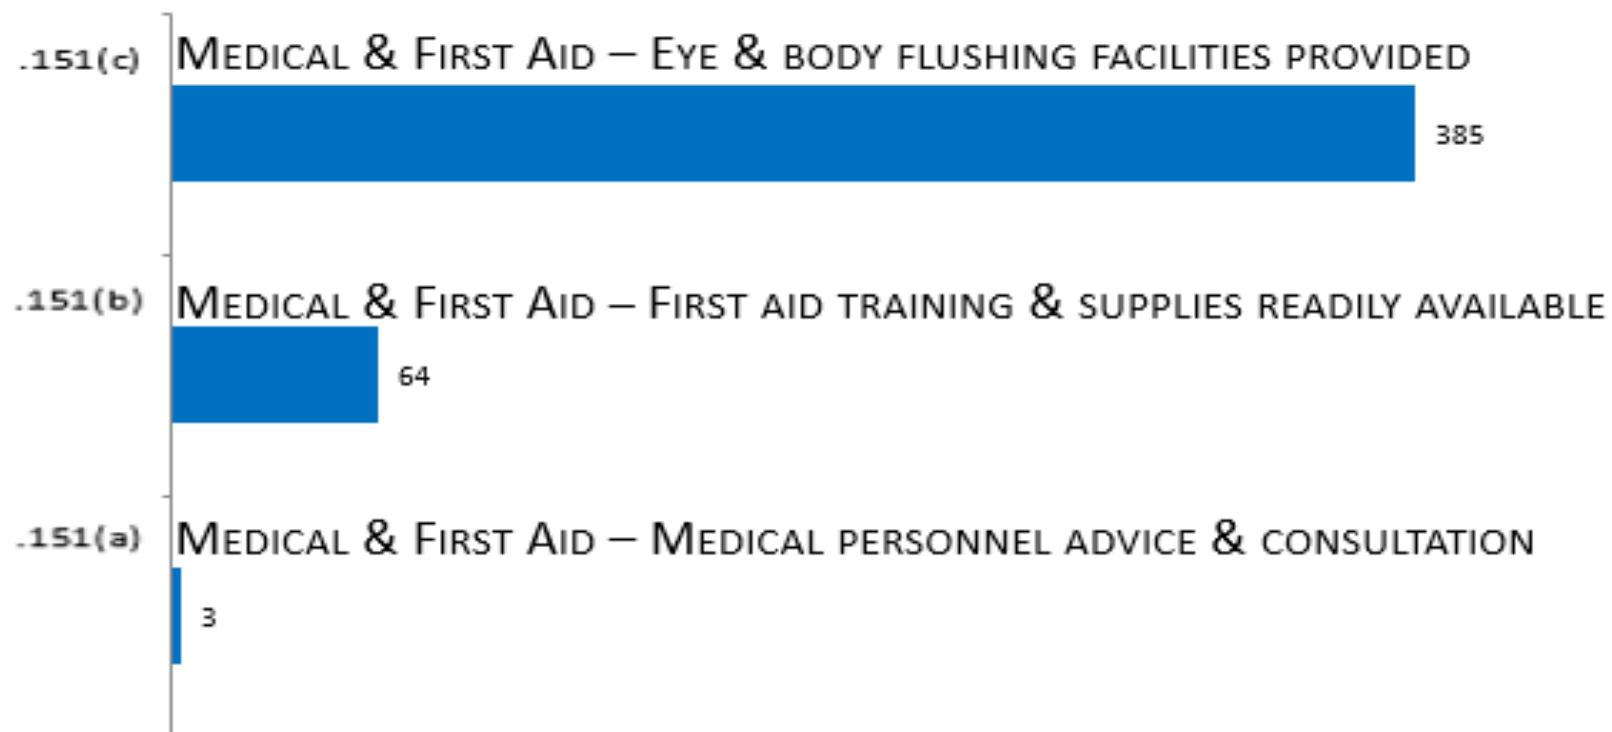 .151(c) Medical & First Aid – Eye & body flushing facilities provided
385
.151(b) Medical & First Aid – First aid training & supplies readily available
64
.151(a) Medical & First Aid – Medical personnel advice & consultation
3